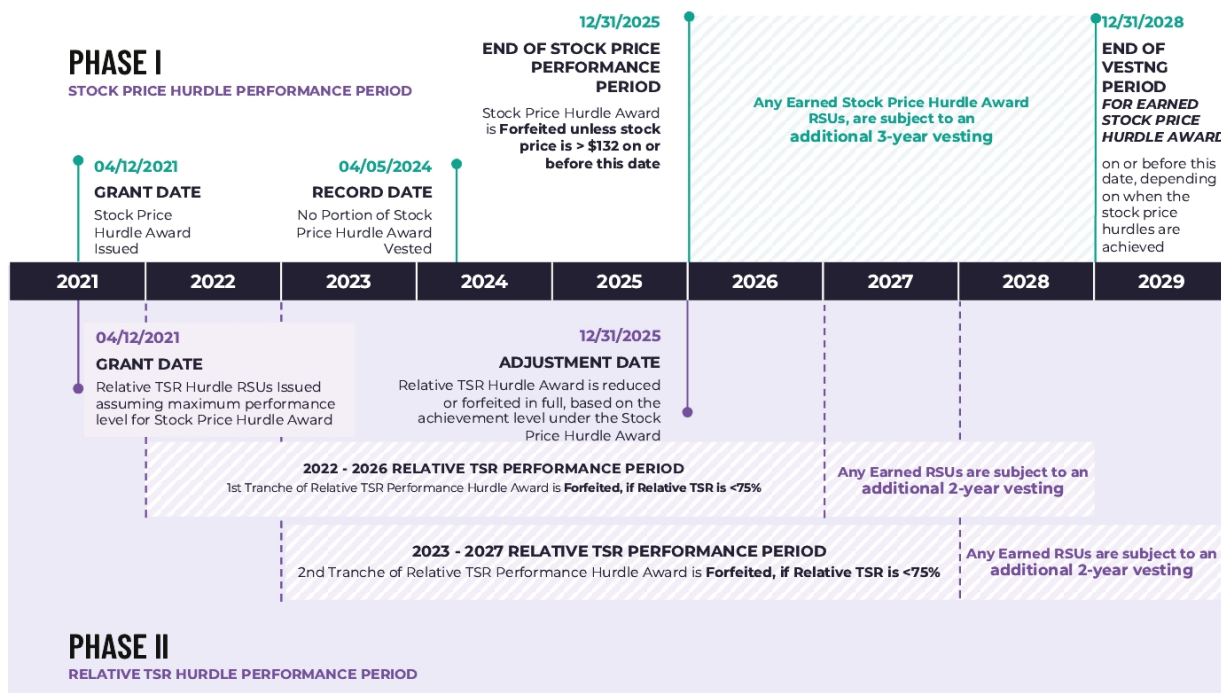 PHASE I
STOCK PRICE HURDLE PERFORMANCE PERIOD
04/12/2021
GRANT DATE
Stock Price
Hurdle Award
Issued
04/05/2024
RECORD DATE
No Portion of Stock
Price Hurdle Award
Vested
12/31/2025
END OF STOCK PRICE
PERFORMANCE
PERIOD
Stock Price Hurdle Award
is Forfeited unless stock
price is > $132 on or
before this date
Any Earned Stock Price Hurdle Award
RSUs, are subject to an
additional 3-year vesting
12/31/2028
END OF
VESTNG
PERIOD
FOR EARNED
STOCK PRICE
HURDLE AWARD
on or before this
date, depending
on when the
stock price
hurdles are
achieved
2021 2022 2023 2024 2025 2026 2027 2028 2029
04/12/2021
GRANT DATE
Relative TSR Hurdle RSUs Issued
assuming maximum performance
level for Stock Price Hurdle Award
12/31/2025
ADJUSTMENT DATE
Relative TSR Hurdle Award is reduced
or forfeited in full, based on the
achievement level under the Stock
Price Hurdle Award
2022 - 2026 RELATIVE TSR PERFORMANCE PERIOD
1st Tranche of Relative TSR Performance Hurdle Award is Forfeited, if Relative TSR is <75%
Any Earned RSUs are subject to an
additional 2-year vesting
2023 - 2027 RELATIVE TSR PERFORMANCE PERIOD
2nd Tranche of Relative TSR Performance Hurdle Award is Forfeited, if Relative TSR is <75%
Any Earned RSUs are subject to an
additional 2-year vesting
PHASE II
RELATIVE TSR HURDLE PERFORMANCE PERIOD